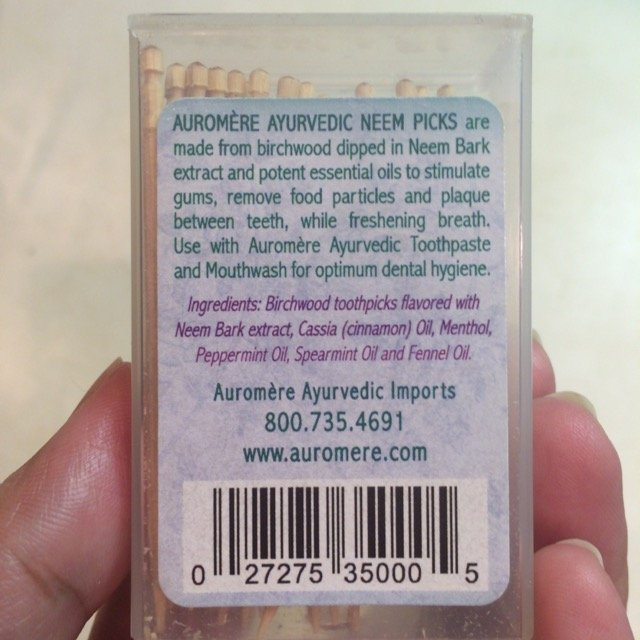 AUROMÈRE AYURVEDIC NEEM PICKS are
made from birchwood dipped in Neem Bark
extract and potent essential oils to stimulate
gums, remove food particles and plaque
between teeth, while freshening breath.
Use with Auromère Ayurvedic Toothpaste
and Mouthwash for optimum dental hygiene.
Ingredients: Birchwood toothpicks flavored with
Neem Bark extract, Cassia (cinnamon) Oil, Menthol,
Peppermint Oil, Spearmint Oil and Fennel Oil.
Auromère Ayurvedic Imports
800.735.4691
www.auromere.com
0 27275 35000 5